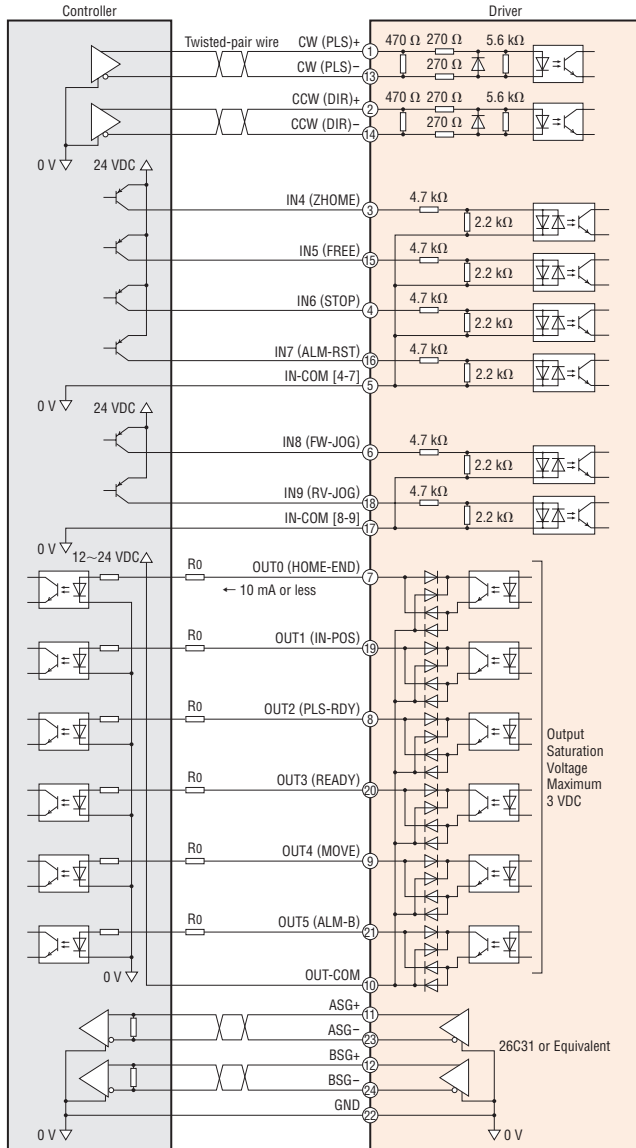 Controller
Driver
Twisted-pair wire
CW (PLS)+
1
470 Ω
270 Ω
5.6 kΩ
CW (PLS)−
13
270 Ω
CCW (DIR)+
2
470 Ω
270 Ω
5.6 kΩ
CCW (DIR)−
14
270 Ω
0 V
24 VDC
IN4 (ZHOME)
3
4.7 kΩ
2.2 kΩ
IN5 (FREE)
15
4.7 kΩ
2.2 kΩ
IN6 (STOP)
4
4.7 kΩ
2.2 kΩ
IN7 (ALM-RST)
16
4.7 kΩ
IN-COM [4-7]
5
2.2 kΩ
0 V
24 VDC
IN8 (FW-JOG)
6
4.7 kΩ
2.2 kΩ
IN9 (RV-JOG)
18
4.7 kΩ
IN-COM [8-9]
17
2.2 kΩ
0 V
12~24 VDC
R0
OUT0 (HOME-END)
7
← 10 mA or less
R0
OUT1 (IN-POS)
19
R0
OUT2 (PLS-RDY)
8
Output
Saturation
Voltage
Maximum
3 VDC
R0
OUT3 (READY)
20
R0
OUT4 (MOVE)
9
R0
OUT5 (ALM-B)
21
0 V
OUT-COM
10
ASG+
11
ASG−
23
26C31 or Equivalent
BSG+
12
BSG−
24
GND
22
0 V
0 V